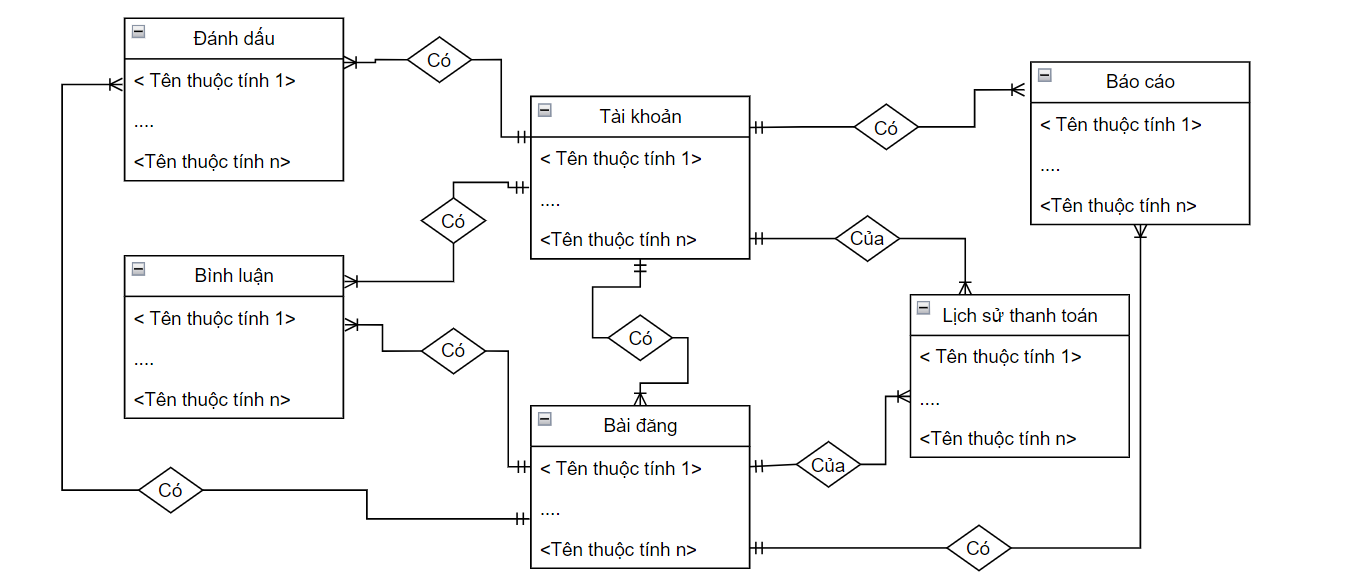 Đánh dấu
< Tên thuộc tính 1>
....
<Tên thuộc tính n>
Có
Tài khoản
< Tên thuộc tính 1>
....
<Tên thuộc tính n>
Có
Báo cáo
< Tên thuộc tính 1>
....
<Tên thuộc tính n>
Có
Của
Bình luận
< Tên thuộc tính 1>
....
<Tên thuộc tính n>
Có
Có
Lịch sử thanh toán
< Tên thuộc tính 1>
....
<Tên thuộc tính n>
Bài đăng
< Tên thuộc tính 1>
....
<Tên thuộc tính n>
Của
Có
Có